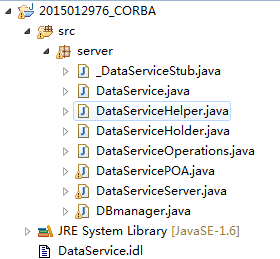 2015012976_CORBA
src
server
_DataServiceStub.java
DataService.java
DataServiceHelper.java
DataServiceHolder.java
DataServiceOperations.java
DataServicePOA.java
DataServiceServer.java
DBmanager.java
JRE System Library [JavaSE-1.6]
DataService.idl